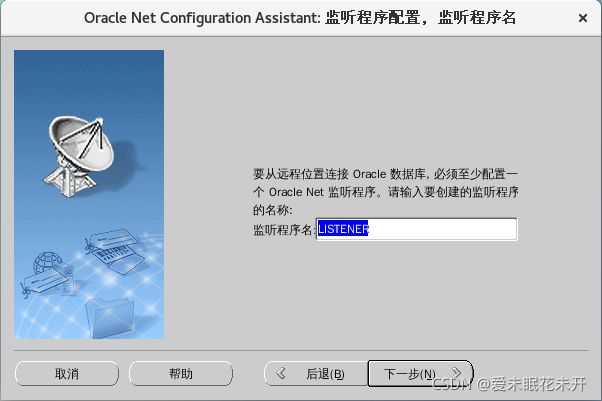 Oracle Net Configuration Assistant: 监听程序配置，监听程序名
要从远程位置连接 Oracle 数据库, 必须至少配置一
个 Oracle Net 监听程序。请输入要创建的监听程序
的名称:
监听程序名: LISTENER
取消 帮助 后退(B) 下一步(N)
CSDN @爱未眠花未开